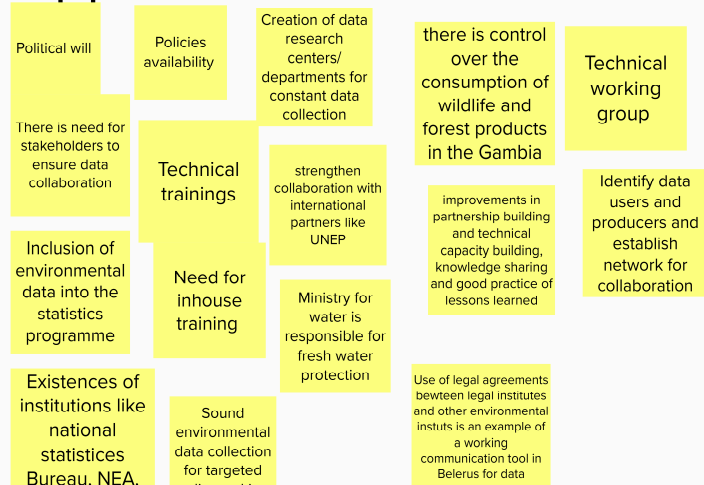 Political will
Policies
availability
Creation of data
research
centers/
departments for
constant data
collection
there is control
over the
consumption of
wildlife and
forest products
in the Gambia
Technical
working
group
There is need for
stakeholders to
ensure data
collaboration
Technical
trainings
strengthen
collaboration with
international
partners like
UNEP
improvements in
partnership building
and technical
capacity building,
knowledge sharing
and good practice of
lessons learned
Identify data
users and
producers and
establish
network for
collaboration
Inclusion of
environmental
data into the
statistics
programme
Need for
inhouse
training
Ministry for
water is
responsible for
fresh water
protection
Existences of
institutions like
national
statistices
Bureau, NEA,
Sound
environmental
data collection
for targeted
Use of legal agreements
bewteen legal institutes
and other environmental
instuts is an example of
a working
communication tool in
Belerus for data